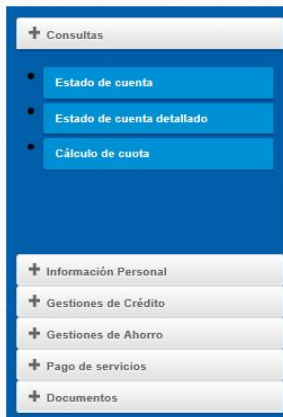 Consultas
Estado de cuenta
Estado de cuenta detallado
Cálculo de cuota
Información Personal
Gestiones de Crédito
Gestiones de Ahorro
Pago de servicios
Documentos